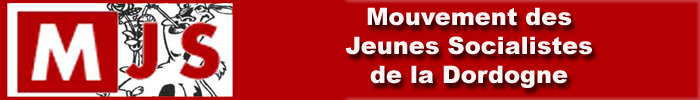 MJS
Mouvement des
Jeunes Socialistes
de la Dordogne